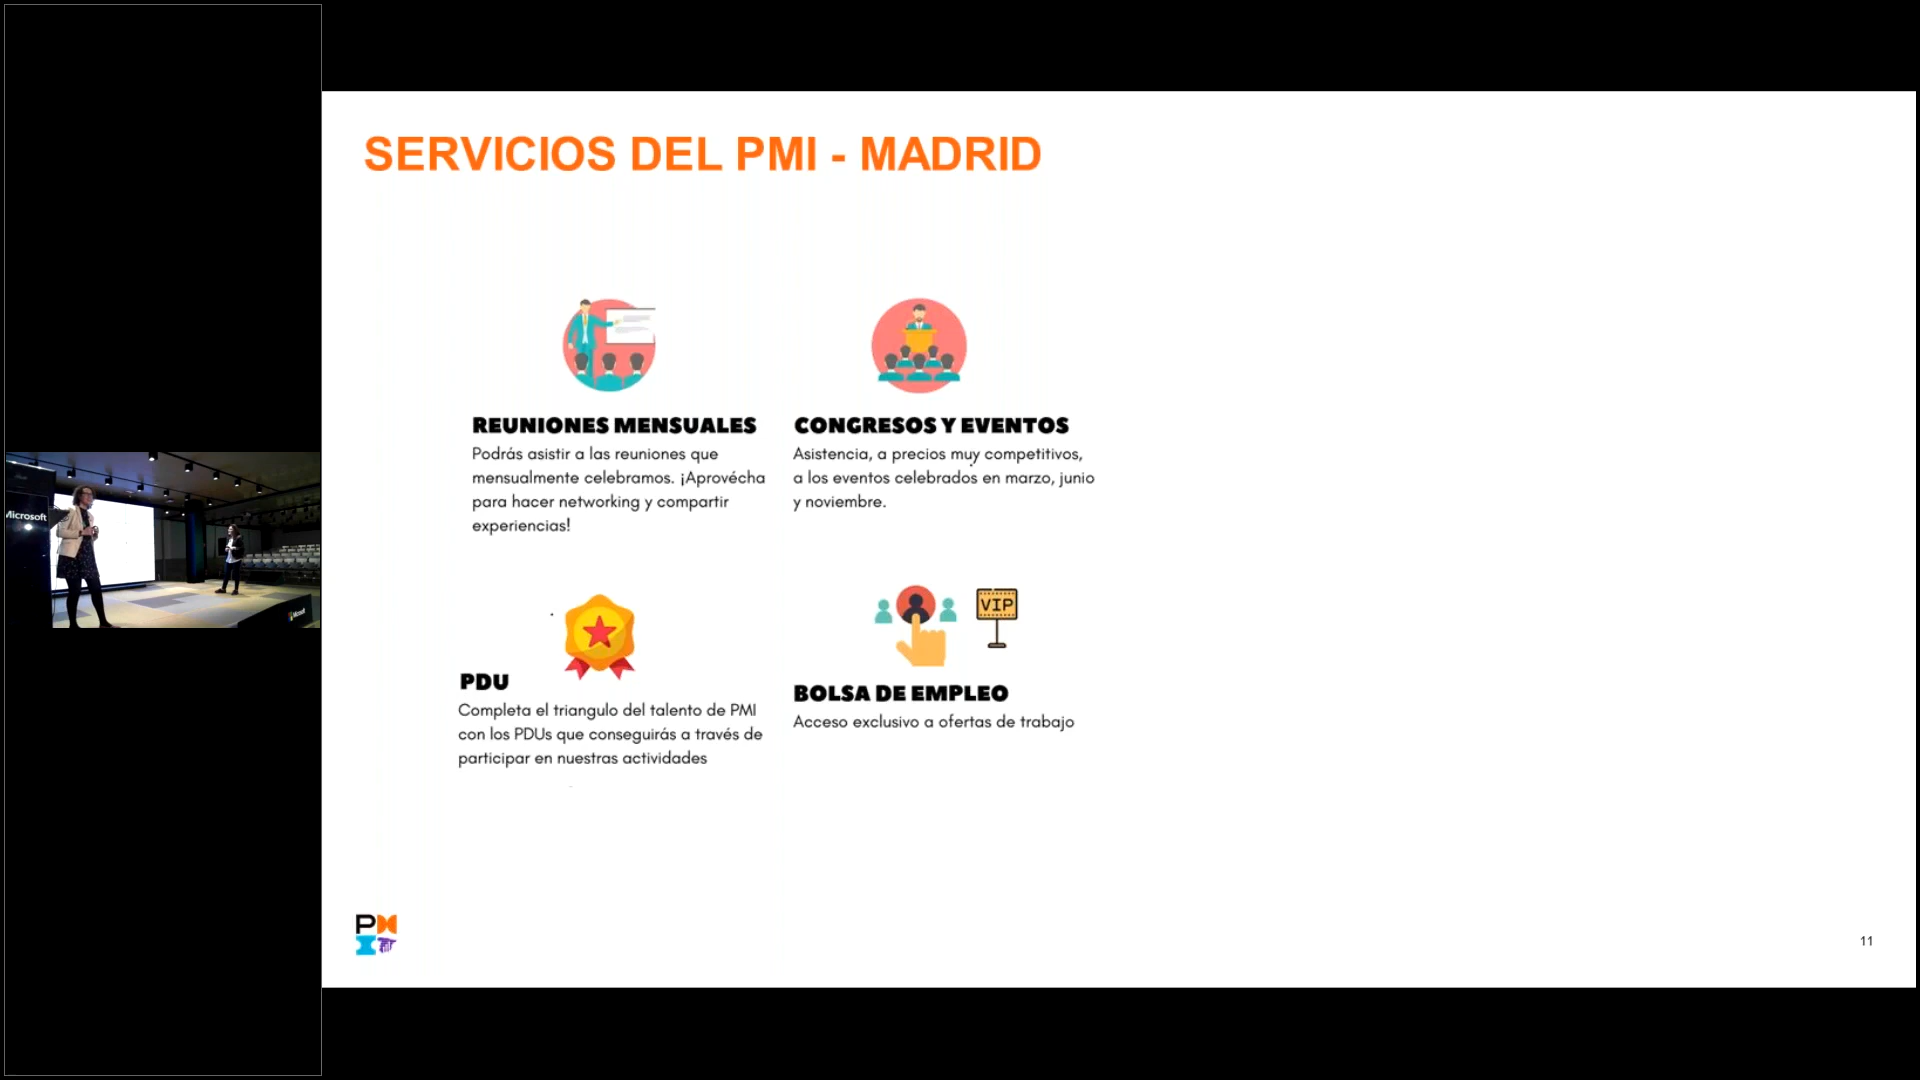 SERVICIOS DEL PMI - MADRID
REUNIONES MENSUALES
Podrás asistir a las reuniones que
mensualmente celebramos. ¡Aprovécha
para hacer networking y compartir
experiencias!
CONGRESOS Y EVENTOS
Asistencia, a precios muy competitivos,
a los eventos celebrados en marzo, junio
y noviembre.
VIP
PDU
Completa el triangulo del talento de PMI
con los PDUs que conseguirás a través de
participar en nuestras actividades
BOLSA DE EMPLEO
Acceso exclusivo a ofertas de trabajo
PM
I
11
Microsoft
Microsoft